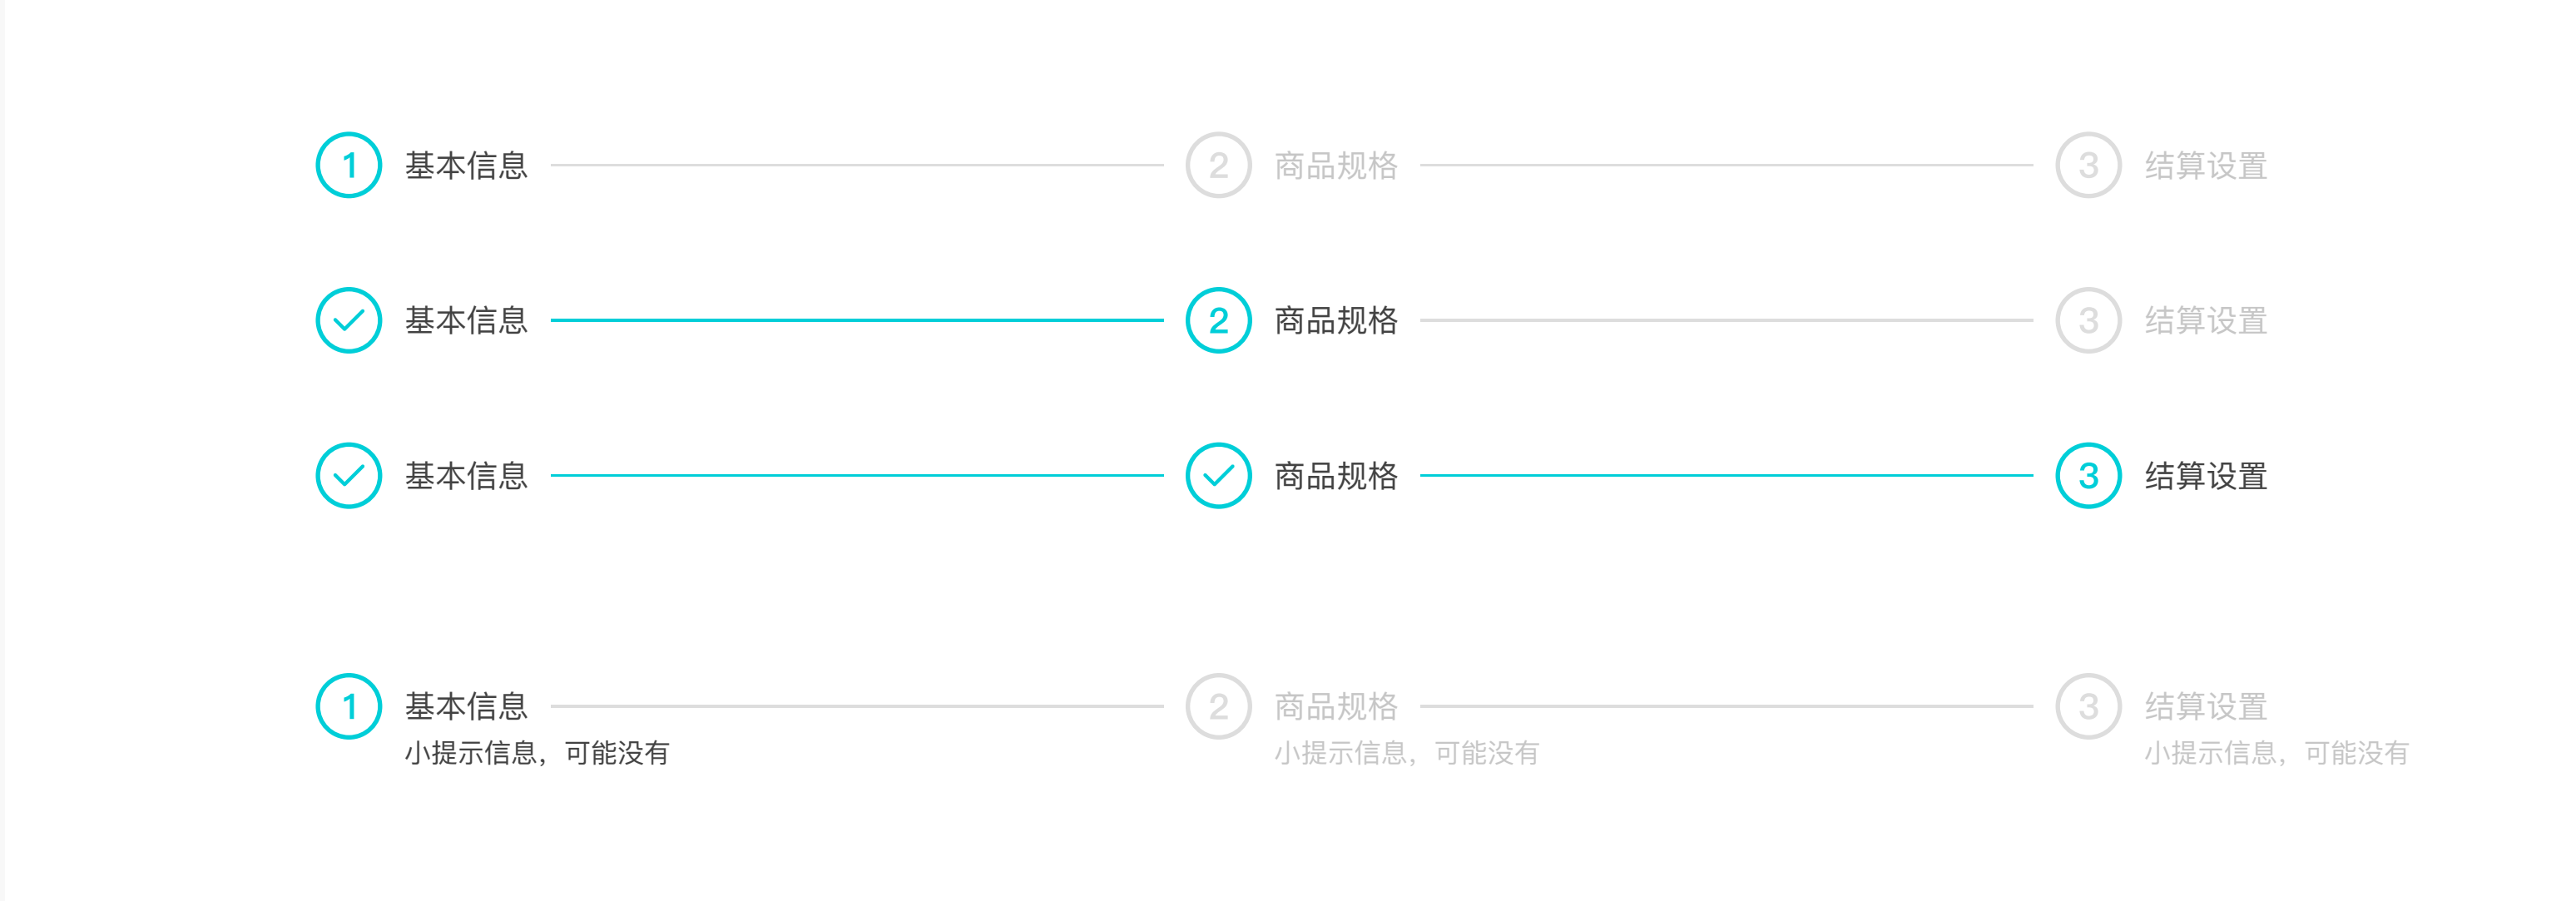 1 基本信息 2 商品规格 3 结算设置
基本信息 2 商品规格 3 结算设置
基本信息 商品规格 3 结算设置
1 基本信息 2 商品规格 3 结算设置
小提示信息，可能没有 小提示信息，可能没有 小提示信息，可能没有